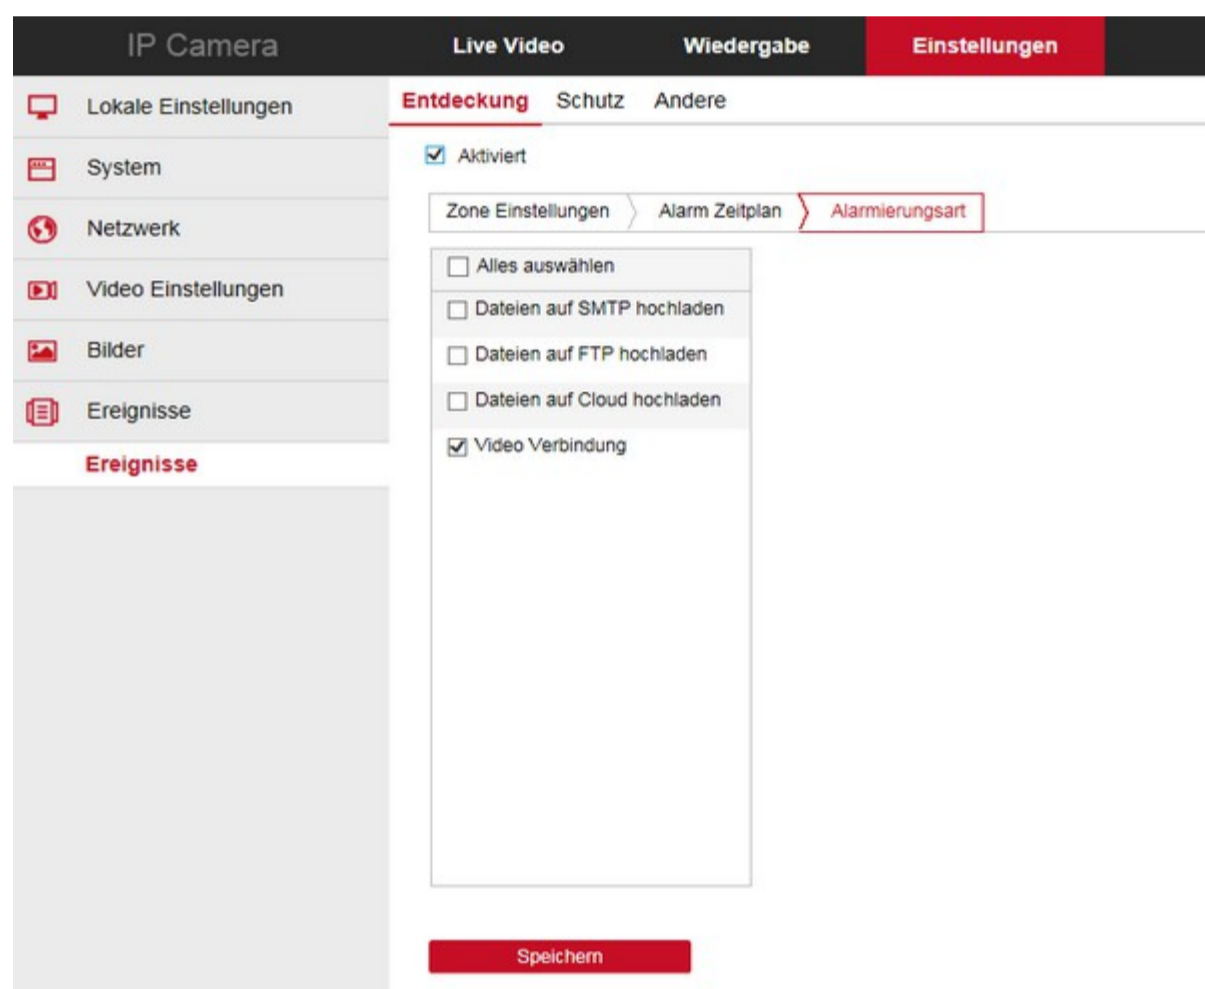 IP Camera Live Video Wiedergabe Einstellungen
Lokale Einstellungen
System
Netzwerk
Video Einstellungen
Bilder
Ereignisse
Ereignisse
Entdeckung Schutz Andere
Aktiviert
Zone Einstellungen Alarm Zeitplan Alarmierungsart
Alles auswählen
Dateien auf SMTP hochladen
Dateien auf FTP hochladen
Dateien auf Cloud hochladen
Video Verbindung
Speichern